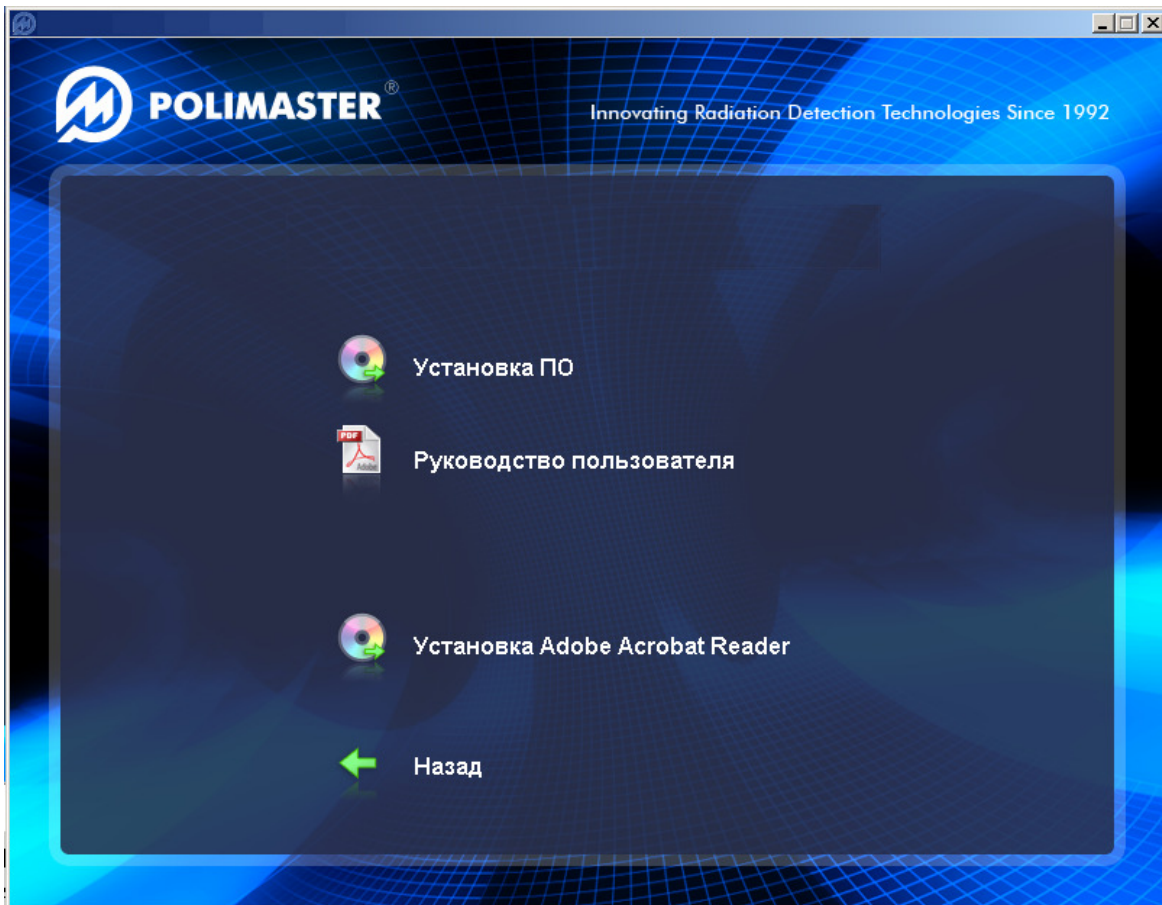 POLIMASTER®
Innovating Radiation Detection Technologies Since 1992
Установка ПО
PDF
Adobe
Руководство пользователя
Установка Adobe Acrobat Reader
Назад